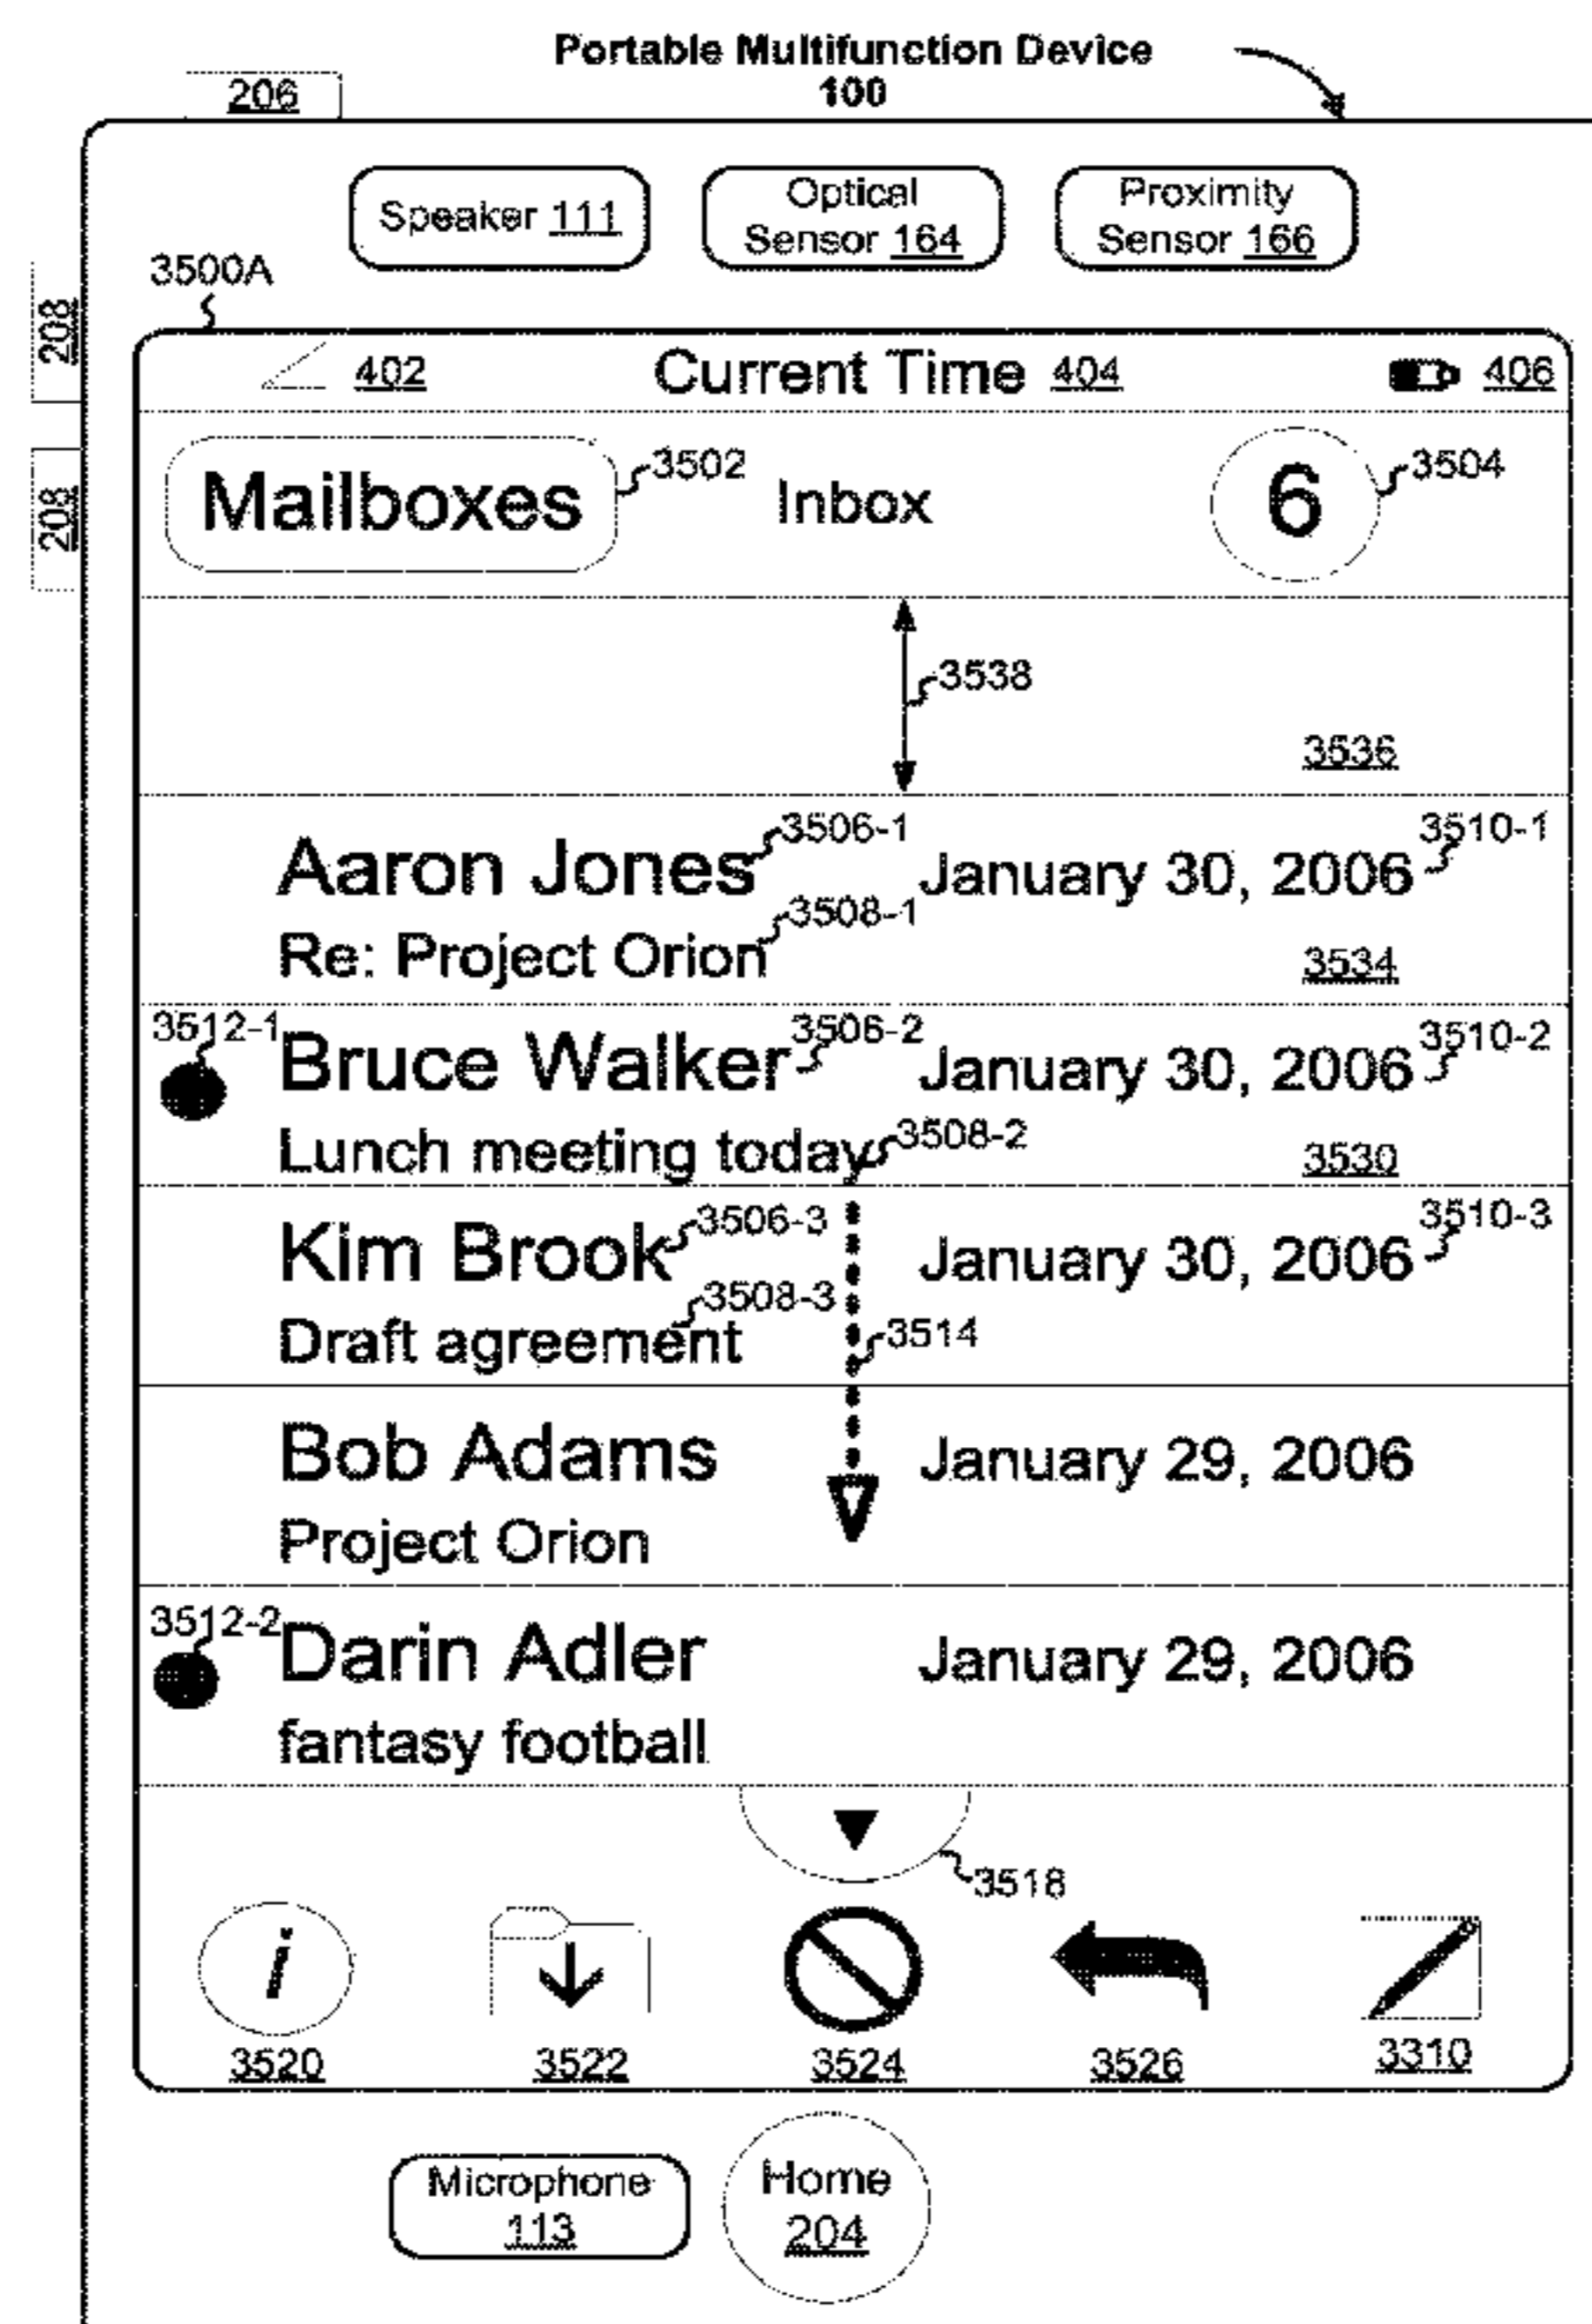 Portable Multifunction Device
100
206
Speaker 111
Optical
Sensor 164
Proximity
Sensor 166
3500A
208
208
402
Current Time 404
406
Mailboxes
3502
Inbox
6
3504
3538
3536
Aaron Jones
3506-1
January 30, 2006
3510-1
Re: Project Orion
3508-1
3534
3512-1
Bruce Walker
3506-2
January 30, 2006
3510-2
Lunch meeting today
3508-2
3530
Kim Brook
3506-3
January 30, 2006
3510-3
Draft agreement
3508-3
3514
Bob Adams
January 29, 2006
Project Orion
3512-2
Darin Adler
January 29, 2006
fantasy football
3518
i
3520
3522
3524
3526
3310
Microphone
113
Home
204